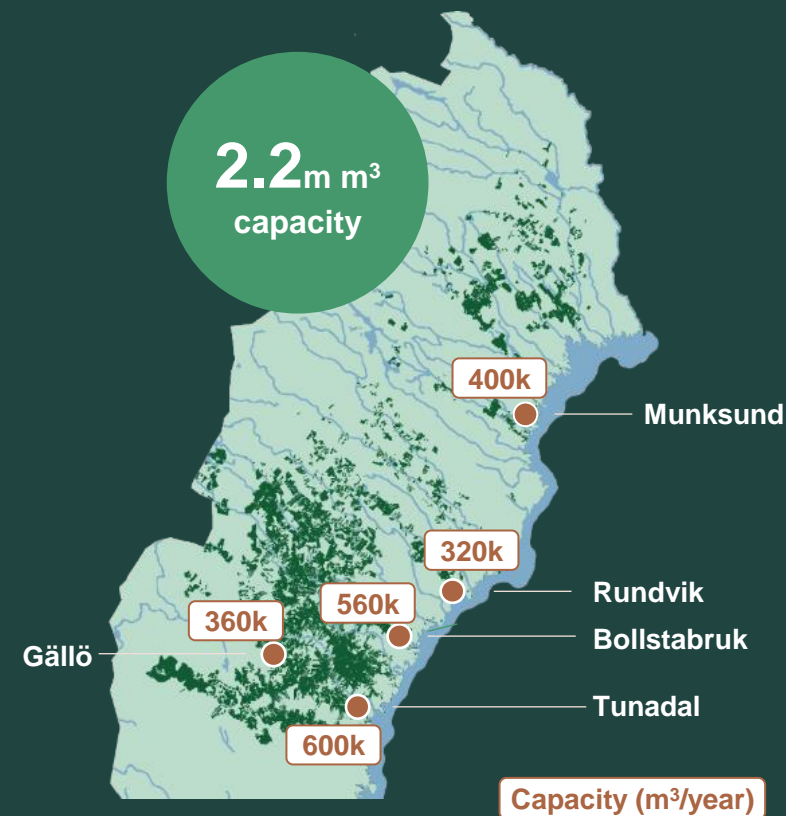 2.2m m³
capacity
400k
Munksund
320k
Rundvik
560k
Bollstabruk
360k
Gällö
Tunadal
600k
Capacity (m³/year)